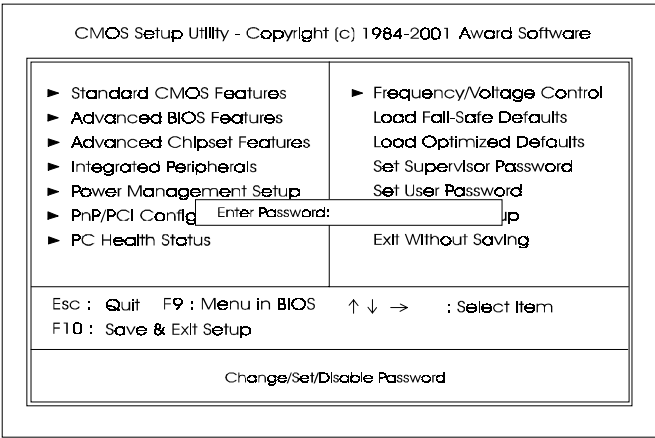 CMOS Setup Utility - Copyright (c) 1984-2001 Award Software
► Standard CMOS Features
► Advanced BIOS Features
► Advanced Chipset Features
► Integrated Peripherals
► Power Management Setup
► PnP/PCI Config
► PC Health Status
► Frequency/Voltage Control
Load Fail-Safe Defaults
Load Optimized Defaults
Set Supervisor Password
Set User Password
up
Exit Without Saving
Enter Password:
Esc : Quit F9 : Menu in BIOS ↑ ↓ → : Select Item
F10 : Save & Exit Setup
Change/Set/Disable Password